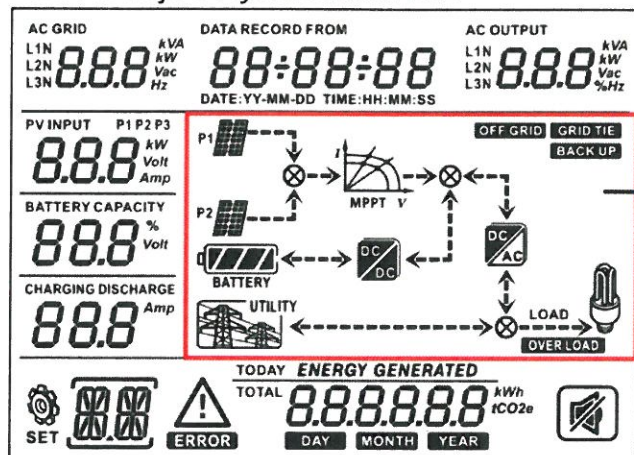 AC GRID
L1N
L2N
L3N
8.8.8
kVA
kW
Vac
Hz
DATA RECORD FROM
88:88:88
DATE:YY-MM-DD TIME:HH:MM:SS
AC OUTPUT
L1N
L2N
L3N
8.8.8
kVA
kW
Vac
%Hz
PV INPUT P1 P2 P3
8.8.8
kW
Volt
Amp
BATTERY CAPACITY
88.8
%
Volt
CHARGING DISCHARGE
88.8
Amp
P1
P2
I
MPPT V
OFF GRID GRID TIE
BACK UP
BATTERY
DC
DC
DC
AC
UTILITY
LOAD
OVER LOAD
SET
ERROR
TODAY ENERGY GENERATED
TOTAL
8.8.8.8.8.8
kWh
tCO2e
DAY MONTH YEAR